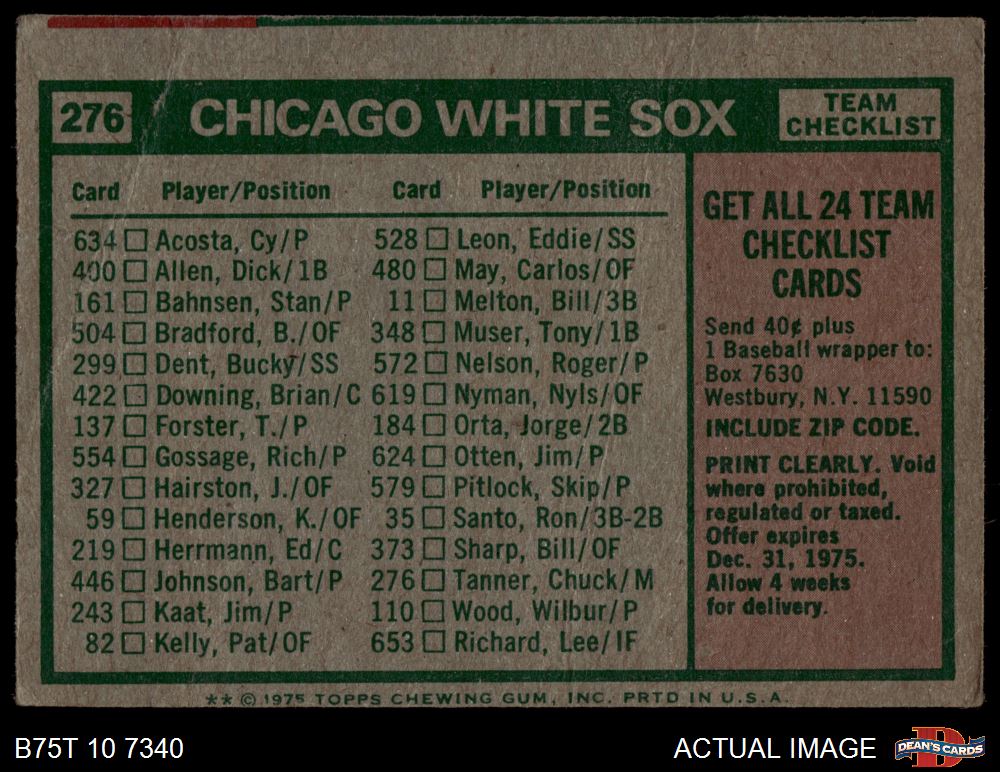 276
CHICAGO WHITE SOX
TEAM
CHECKLIST
Card Player/Position Card Player/Position
634 Acosta, Cy/P 528 Leon, Eddie/SS
400 Allen, Dick/1B 480 May, Carlos/OF
161 Bahnsen, Stan/P 11 Melton, Bill/3B
504 Bradford, B./OF 348 Muser, Tony/1B
299 Dent, Bucky/SS 572 Nelson, Roger/P
422 Downing, Brian/C 619 Nyman, Nyls/OF
137 Forster, T./P 184 Orta, Jorge/2B
554 Gossage, Rich/P 624 Otten, Jim/P
327 Hairston, J./OF 579 Pitlock, Skip/P
59 Henderson, K./OF 35 Santo, Ron/3B-2B
219 Herrmann, Ed/C 373 Sharp, Bill/OF
446 Johnson, Bart/P 276 Tanner, Chuck/M
243 Kaat, Jim/P 110 Wood, Wilbur/P
82 Kelly, Pat/OF 653 Richard, Lee/IF
GET ALL 24 TEAM
CHECKLIST
CARDS
Send 40¢ plus
1 Baseball wrapper to:
Box 7630
Westbury, N.Y. 11590
INCLUDE ZIP CODE.
PRINT CLEARLY. Void
where prohibited,
regulated or taxed.
Offer expires
Dec. 31, 1975.
Allow 4 weeks
for delivery.
** © 1975 TOPPS CHEWING GUM, INC. PRTD IN U.S.A.
B75T 10 7340
ACTUAL IMAGE
DEAN'S CARDS